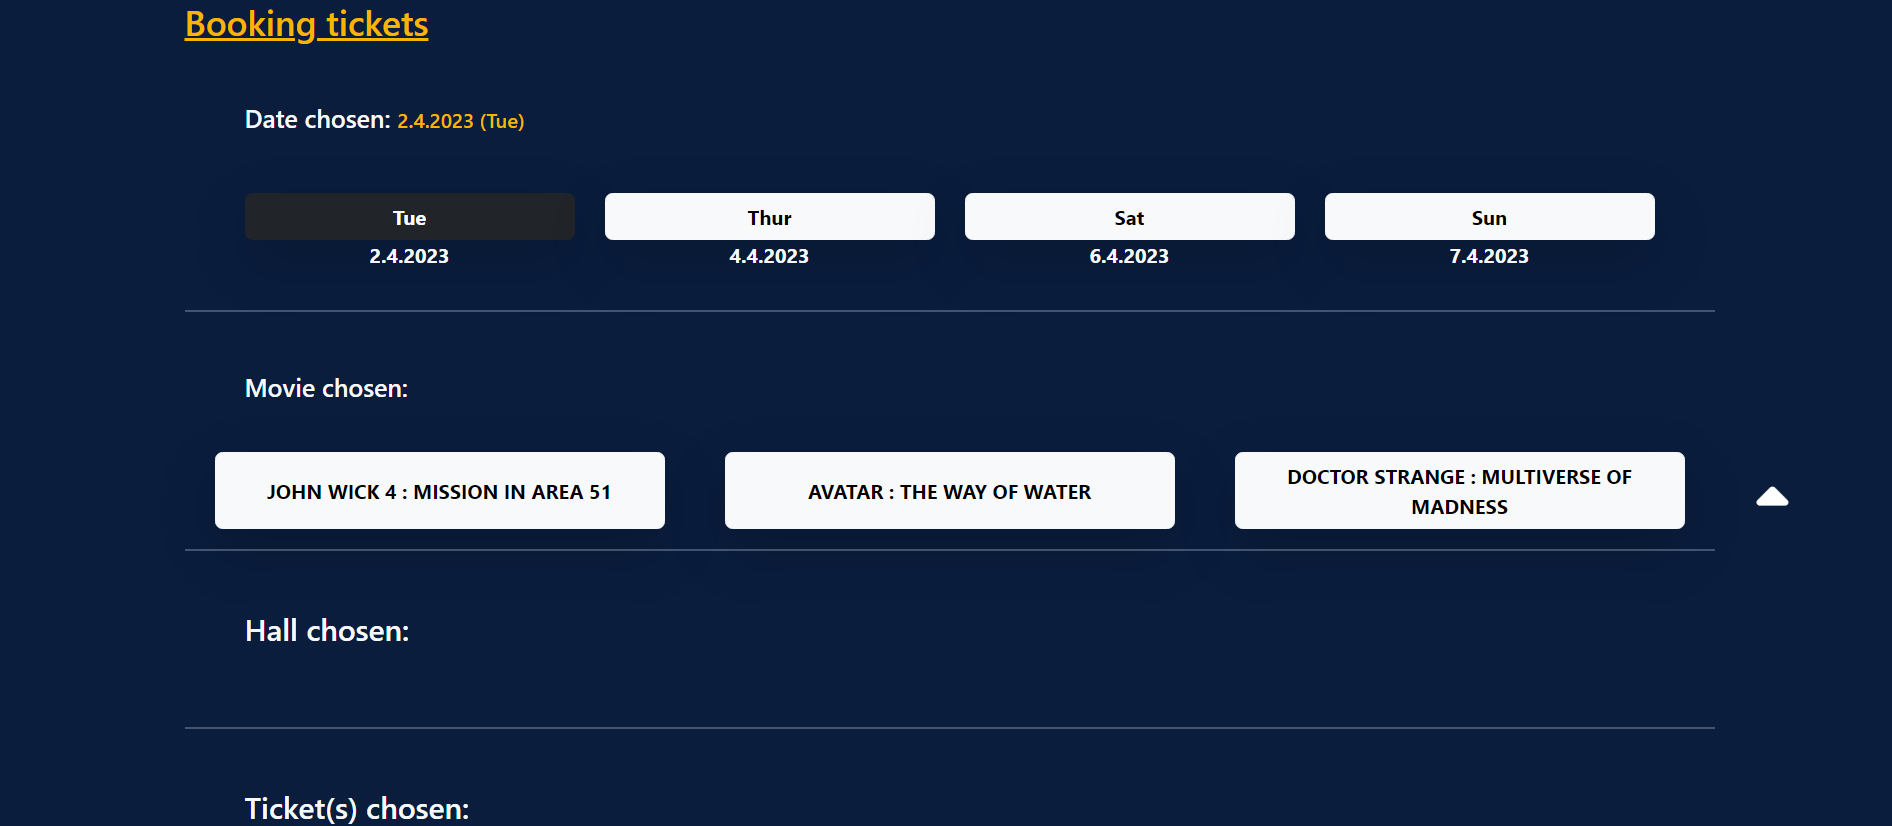 Booking tickets
Date chosen: 2.4.2023 (Tue)
Tue Thur Sat Sun
2.4.2023 4.4.2023 6.4.2023 7.4.2023
Movie chosen:
JOHN WICK 4 : MISSION IN AREA 51
AVATAR : THE WAY OF WATER
DOCTOR STRANGE : MULTIVERSE OF
MADNESS
Hall chosen:
Ticket(s) chosen: